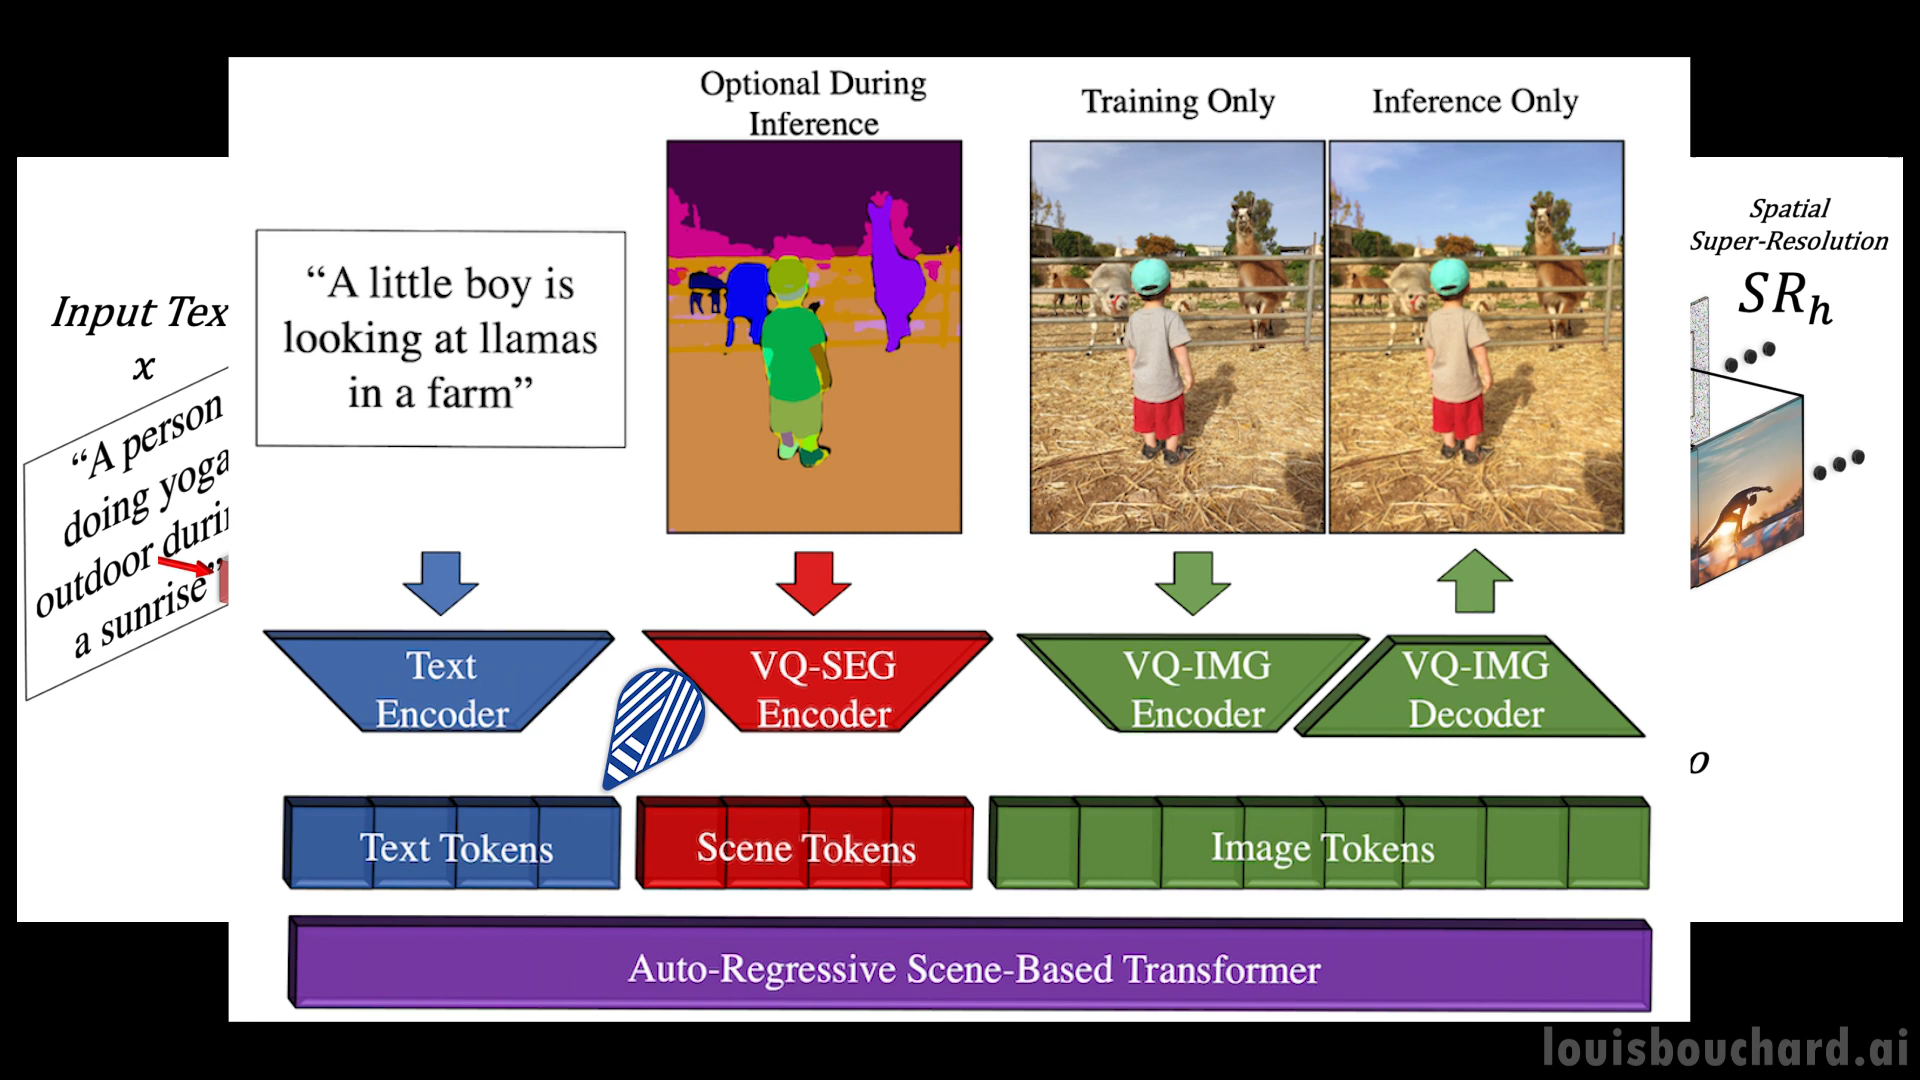 Optional During
Inference
Training Only
Inference Only
“A little boy is
looking at llamas
in a farm”
Input Tex
x
“A person
doing yoga
outdoor durin
a sunrise”
Spatial
Super-Resolution
SRh
Text
Encoder
VQ-SEG
Encoder
VQ-IMG
Encoder
VQ-IMG
Decoder
o
Text Tokens
Scene Tokens
Image Tokens
Auto-Regressive Scene-Based Transformer
louisbouchard.ai